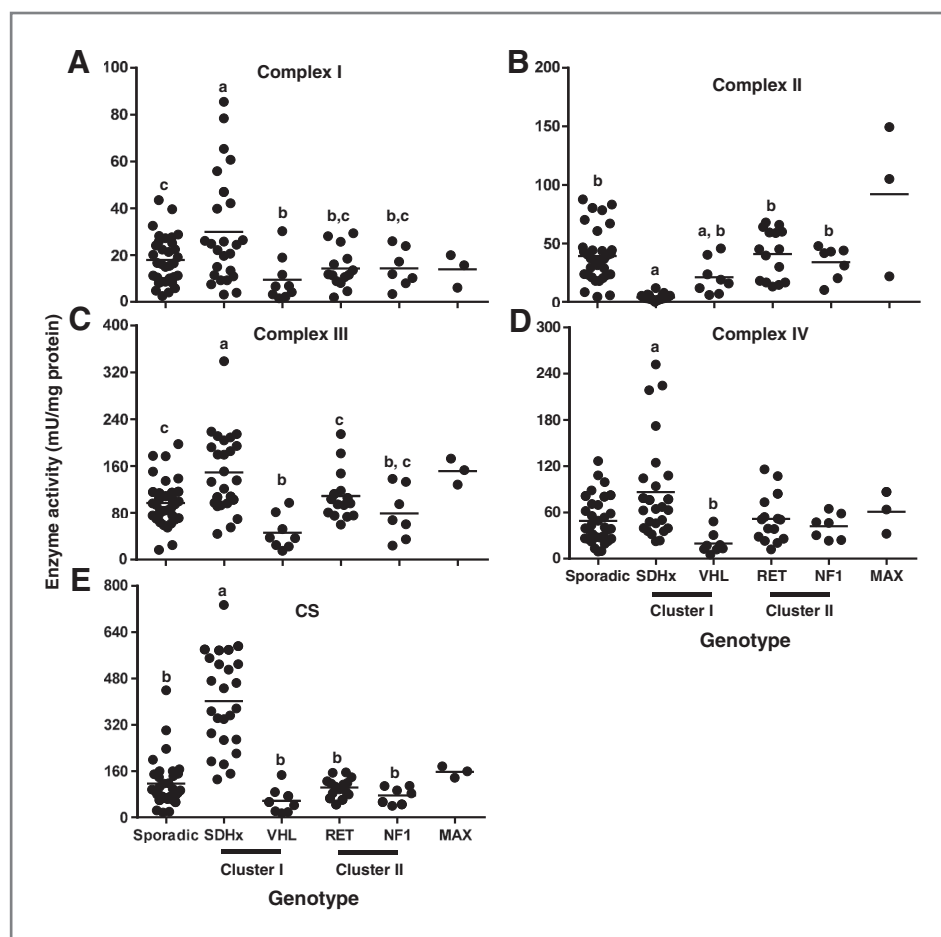 A
Complex I
100
80
60
40
20
0
c
a
b
b,c
b,c
B
Complex II
200
150
100
50
0
b
a
a, b
b
b
C
Complex III
400
320
240
160
80
0
c
a
b
c
b, c
D
Complex IV
300
240
180
120
60
0
a
b
Sporadic SDHx VHL RET NF1 MAX
Cluster I Cluster II
Genotype
Enzyme activity (mU/mg protein)
E
CS
800
640
480
320
160
0
b
a
b
b
b
Sporadic SDHx VHL RET NF1 MAX
Cluster I Cluster II
Genotype